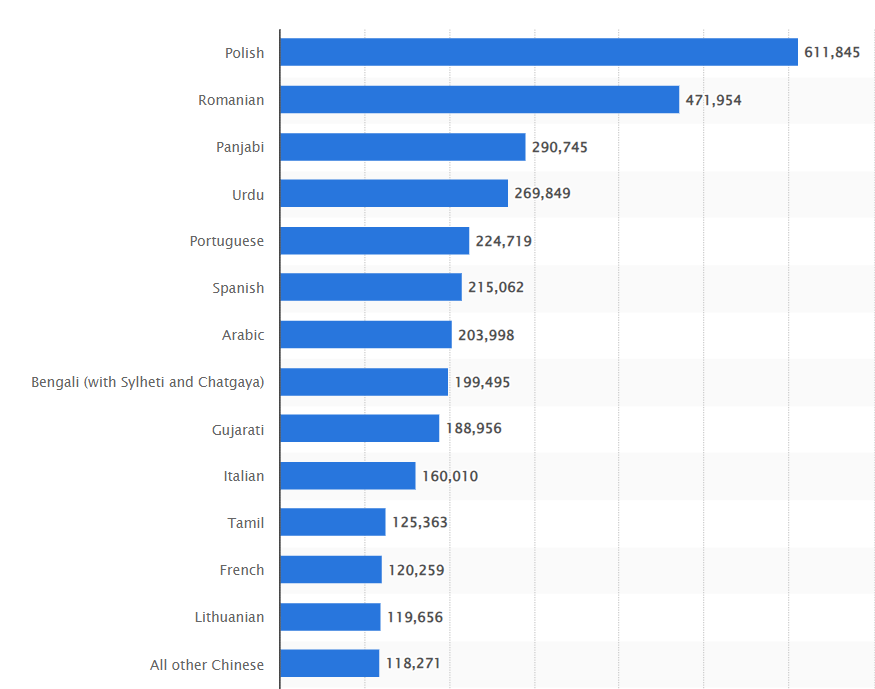 Polish 611,845
Romanian 471,954
Panjabi 290,745
Urdu 269,849
Portuguese 224,719
Spanish 215,062
Arabic 203,998
Bengali (with Sylheti and Chatgaya) 199,495
Gujarati 188,956
Italian 160,010
Tamil 125,363
French 120,259
Lithuanian 119,656
All other Chinese 118,271